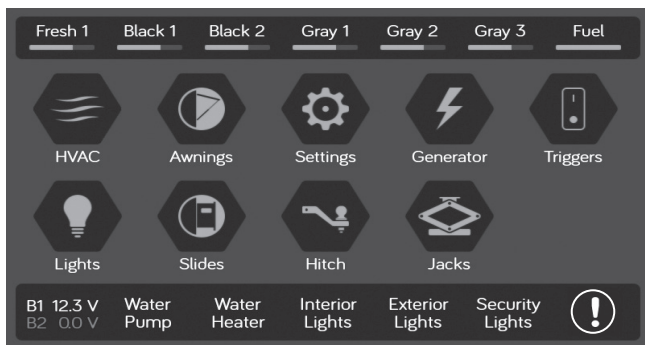 Fresh 1 Black 1 Black 2 Gray 1 Gray 2 Gray 3 Fuel
HVAC Awnings Settings Generator Triggers
Lights Slides Hitch Jacks
B1 12.3 V Water Water Interior Exterior Security
B2 0.0 V Pump Heater Lights Lights Lights